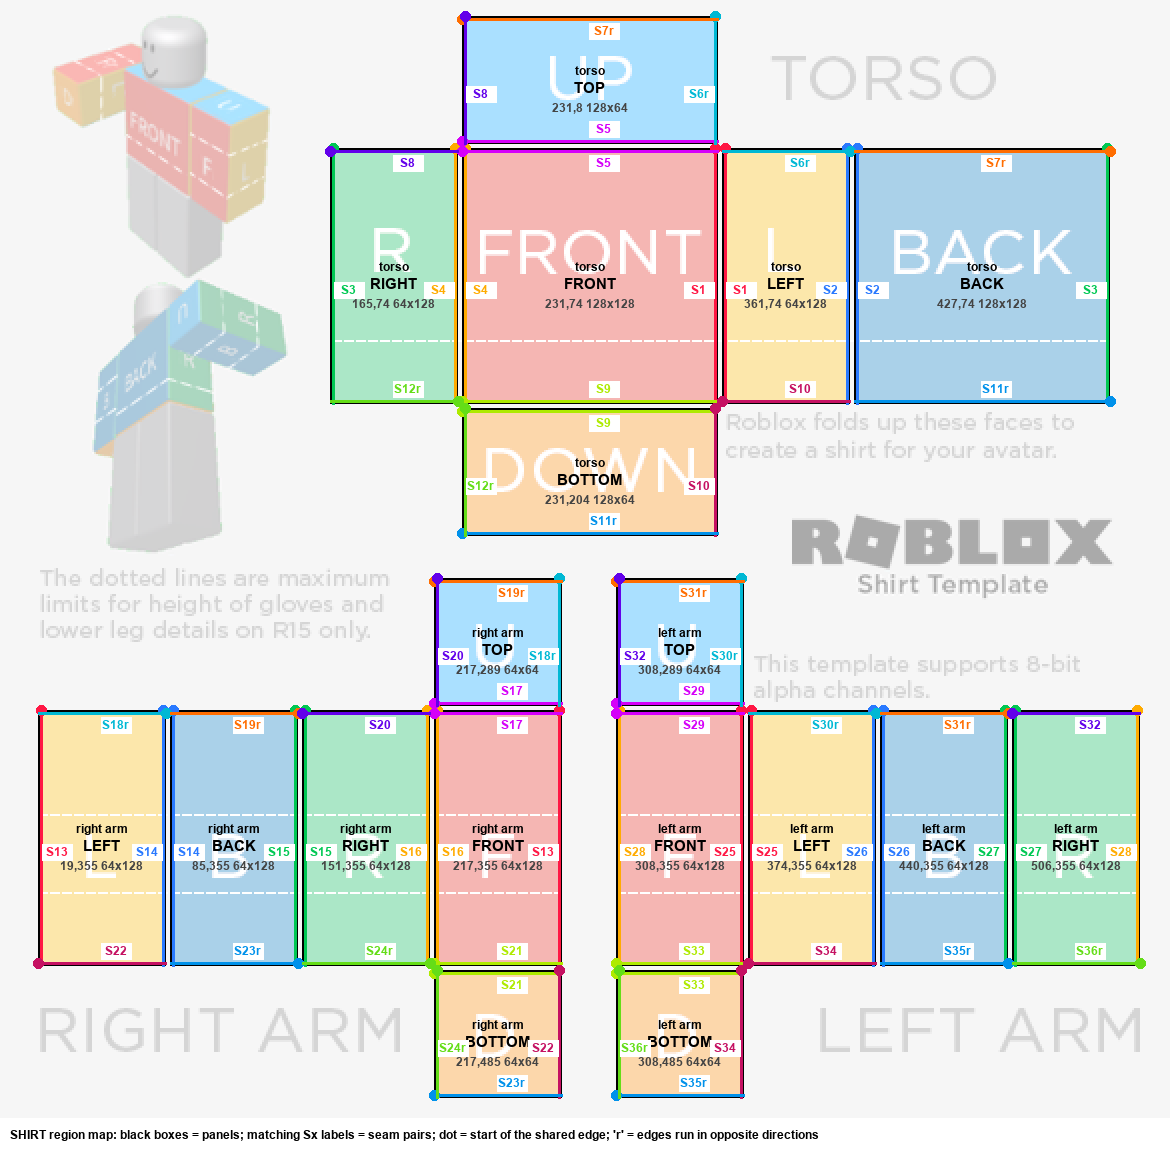 S7r
UP
TORSO
torso
TOP
S8
S6r
231,8 128x64
S5
FRONT
U
F
L
S8
S5
S6r
S7r
R
FRONT
L
BACK
torso
RIGHT
torso
FRONT
torso
LEFT
torso
BACK
S3
S4
S4
S1
S1
S2
S2
S3
165,74 64x128
231,74 128x128
361,74 64x128
427,74 128x128
U
R
B
BACK
R
S12r
S9
S10
S11r
S9
Roblox folds up these faces to
create a shirt for your avatar.
DOWN
torso
BOTTOM
S12r
S10
231,204 128x64
S11r
ROBLOX
Shirt Template
The dotted lines are maximum
limits for height of gloves and
lower leg details on R15 only.
S19r
S31r
U
U
right arm
TOP
left arm
TOP
S20
S18r
S32
S30r
217,289 64x64
308,289 64x64
S17
S29
This template supports 8-bit
alpha channels.
S18r
S19r
S20
S17
S29
S30r
S31r
S32
L
B
R
F
F
L
B
R
right arm
LEFT
right arm
BACK
right arm
RIGHT
right arm
FRONT
left arm
FRONT
left arm
LEFT
left arm
BACK
left arm
RIGHT
S13
S14
S14
S15
S15
S16
S16
S13
S28
S25
S25
S26
S26
S27
S27
S28
19,355 64x128
85,355 64x128
151,355 64x128
217,355 64x128
308,355 64x128
374,355 64x128
440,355 64x128
506,355 64x128
S22
S23r
S24r
S21
S33
S34
S35r
S36r
S21
S33
RIGHT ARM
D
D
LEFT ARM
right arm
BOTTOM
left arm
BOTTOM
S24r
S22
S36r
S34
217,485 64x64
308,485 64x64
S23r
S35r
SHIRT region map: black boxes = panels; matching Sx labels = seam pairs; dot = start of the shared edge; 'r' = edges run in opposite directions